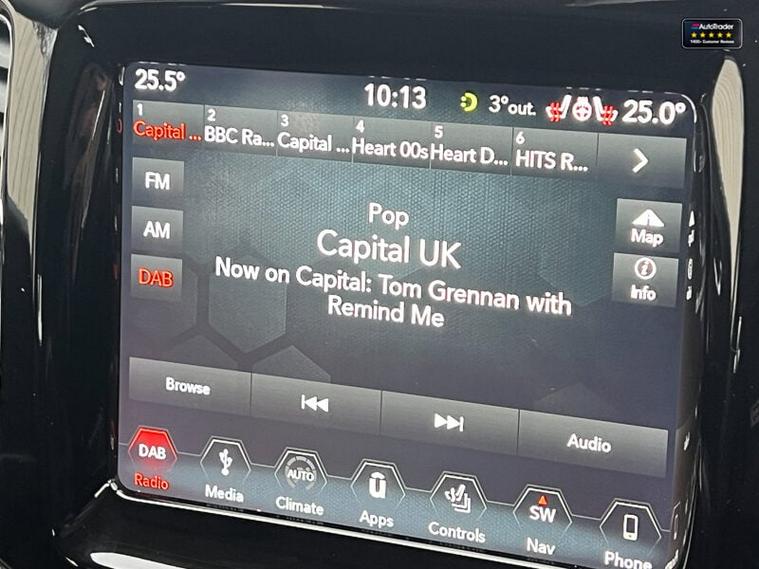 AutoTrader
25.5°
10:13
3°out.
25.0°
1
Capital ...
2
BBC Ra...
3
Capital ...
4
Heart 00s
5
Heart D...
6
HITS R...
FM
AM
DAB
Pop
Capital UK
Now on Capital: Tom Grennan with
Remind Me
Map
Info
Browse
Audio
DAB
Radio
Media
AUTO
Climate
ū
Apps
Controls
SW
Nav
Phone